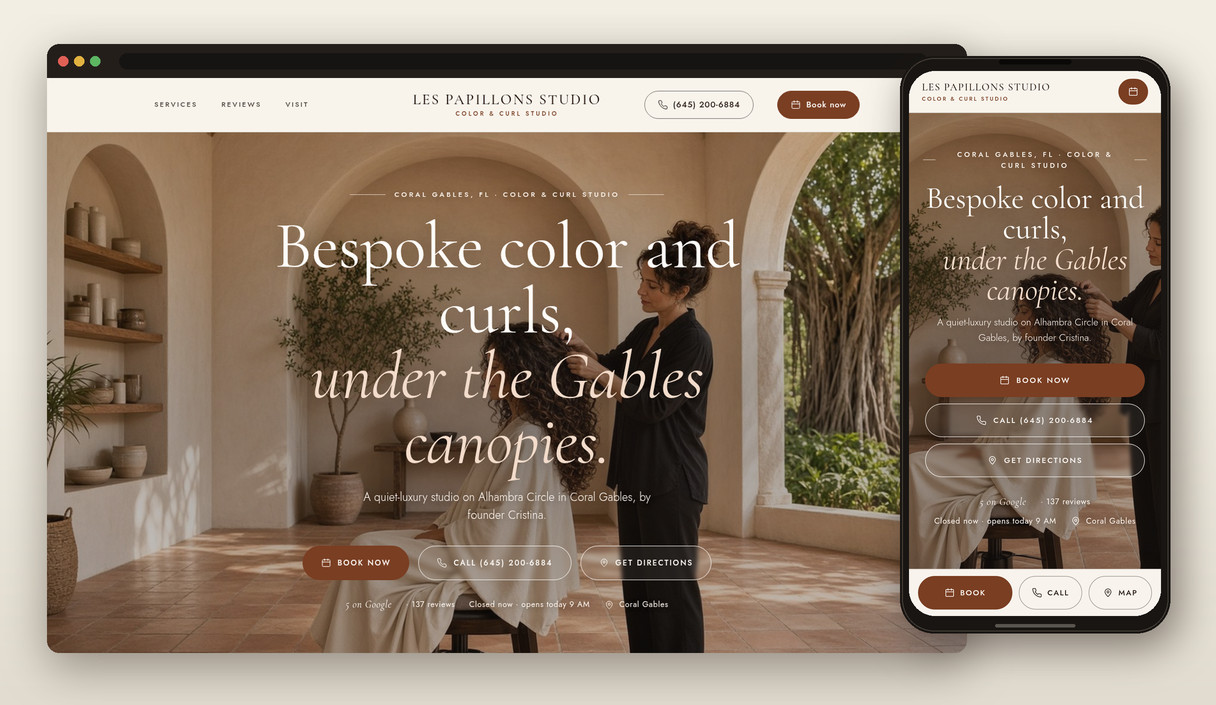 SERVICES REVIEWS VISIT
LES PAPILLONS STUDIO
COLOR & CURL STUDIO
(645) 200-6884
Book now
CORAL GABLES, FL · COLOR & CURL STUDIO
Bespoke color and
curls,
under the Gables
canopies.
A quiet-luxury studio on Alhambra Circle in Coral Gables, by
founder Cristina.
BOOK NOW
CALL (645) 200-6884
GET DIRECTIONS
5 on Google · 137 reviews Closed now · opens today 9 AM Coral Gables
LES PAPILLONS STUDIO
COLOR & CURL STUDIO
CORAL GABLES, FL · COLOR &
CURL STUDIO
Bespoke color and
curls,
under the Gables
canopies.
A quiet-luxury studio on Alhambra Circle in Coral
Gables, by founder Cristina.
BOOK NOW
CALL (645) 200-6884
GET DIRECTIONS
5 on Google · 137 reviews
Closed now · opens today 9 AM Coral Gables
BOOK CALL MAP